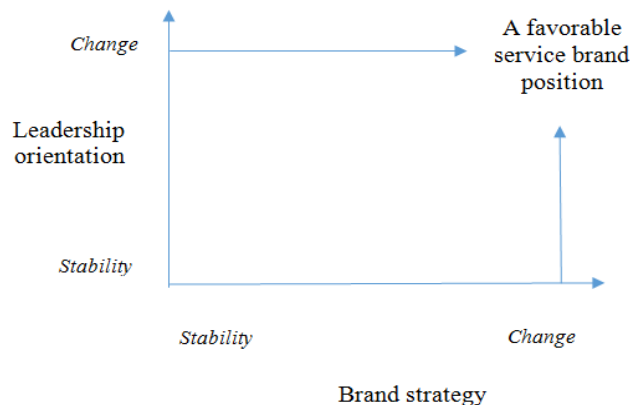 Change
A favorable
service brand
position
Leadership
orientation
Stability
Stability
Change
Brand strategy